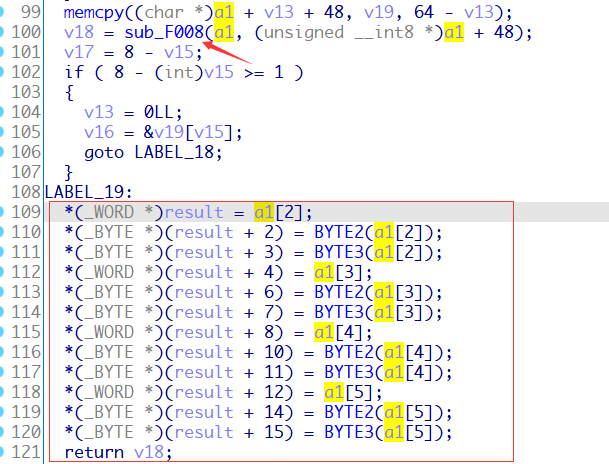 99 memcpy((char *)a1 + v13 + 48, v19, 64 - v13);
100 v18 = sub_F008(a1, (unsigned __int8 *)a1 + 48);
101 v17 = 8 - v15;
102 if ( 8 - (int)v15 >= 1 )
103 {
104 v13 = 0LL;
105 v16 = &v19[v15];
106 goto LABEL_18;
107 }
108 LABEL_19:
109 *(_WORD *)result = a1[2];
110 *(_BYTE *)(result + 2) = BYTE2(a1[2]);
111 *(_BYTE *)(result + 3) = BYTE3(a1[2]);
112 *(_WORD *)(result + 4) = a1[3];
113 *(_BYTE *)(result + 6) = BYTE2(a1[3]);
114 *(_BYTE *)(result + 7) = BYTE3(a1[3]);
115 *(_WORD *)(result + 8) = a1[4];
116 *(_BYTE *)(result + 10) = BYTE2(a1[4]);
117 *(_BYTE *)(result + 11) = BYTE3(a1[4]);
118 *(_WORD *)(result + 12) = a1[5];
119 *(_BYTE *)(result + 14) = BYTE2(a1[5]);
120 *(_BYTE *)(result + 15) = BYTE3(a1[5]);
121 return v18;